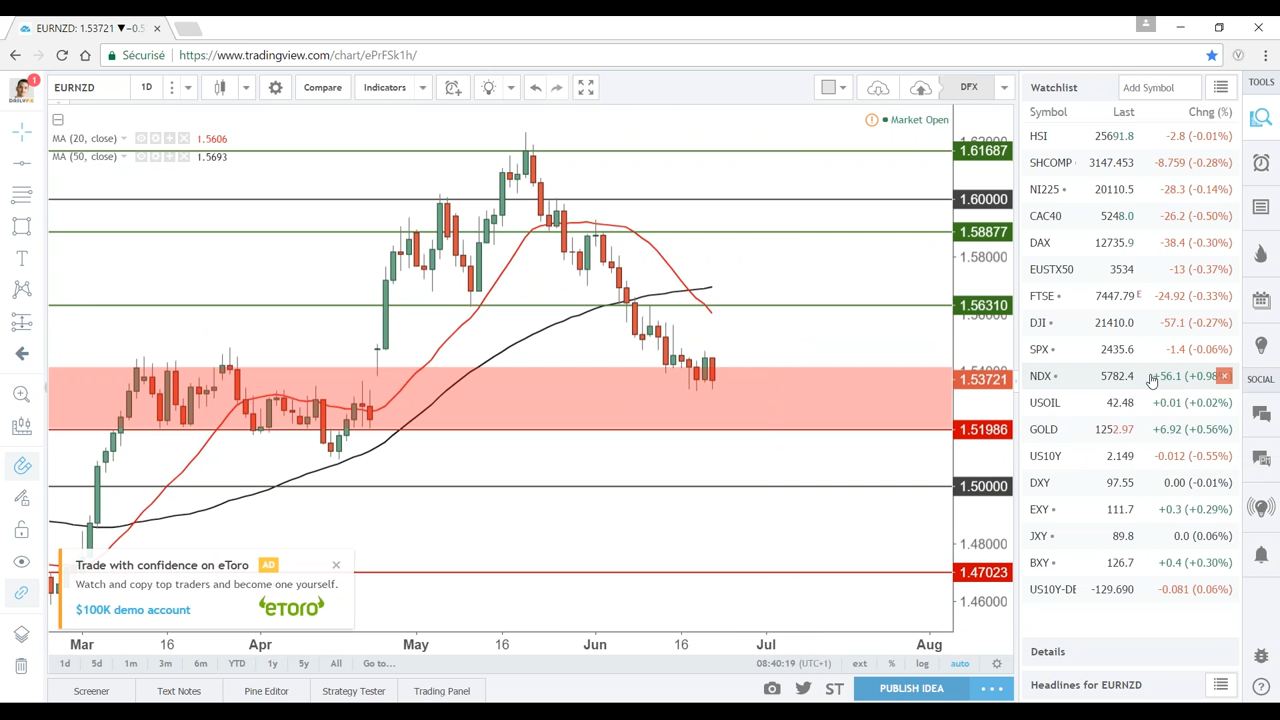 EURNZD: 1.53721 ▼−0.5
Sécurisé
https://www.tradingview.com/chart/ePrFSk1h/
1
EURNZD
1D
Compare
Indicators
DFX
Watchlist
Add Symbol
TOOLS
Symbol Last Chng (%)
MA (20, close) 1.5606
MA (50, close) 1.5693
Market Open
1.61687
1.60000
1.58877
1.58000
1.56310
1.53721
1.51986
1.50000
1.48000
1.47023
1.46000
HSI 25691.8 -2.8 (-0.01%)
SHCOMP 3147.453 -8.759 (-0.28%)
NI225 20110.5 -28.3 (-0.14%)
CAC40 5248.0 -26.2 (-0.50%)
DAX 12735.9 -38.4 (-0.30%)
EUSTX50 3534 -13 (-0.37%)
FTSE 7447.79 E -24.92 (-0.33%)
DJI 21410.0 -57.1 (-0.27%)
SPX 2435.6 -1.4 (-0.06%)
NDX 5782.4 +56.1 (+0.98
USOIL 42.48 +0.01 (+0.02%)
GOLD 1252.97 +6.92 (+0.56%)
US10Y 2.149 -0.012 (-0.55%)
DXY 97.55 0.00 (-0.01%)
EXY 111.7 +0.3 (+0.29%)
JXY 89.8 0.0 (0.06%)
BXY 126.7 +0.4 (+0.30%)
US10Y-DE -129.690 -0.081 (0.06%)
SOCIAL
Trade with confidence on eToro AD
Watch and copy top traders and become one yourself.
$100K demo account
eToro
Mar 16 Apr May 16 Jun 16 Jul Aug
1d 5d 1m 3m 6m YTD 1y 5y All Go to...
08:40:19 (UTC+1) ext % log auto
Details
Headlines for EURNZD
Screener
Text Notes
Pine Editor
Strategy Tester
Trading Panel
ST
PUBLISH IDEA